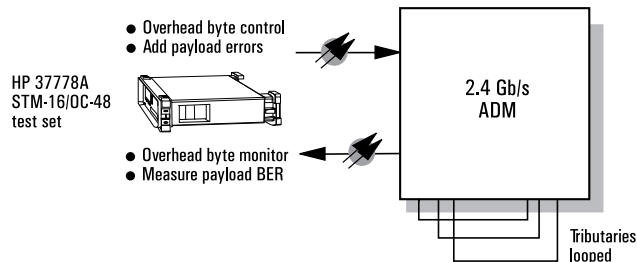 ● Overhead byte control
● Add payload errors
HP 37778A
STM-16/OC-48
test set
2.4 Gb/s
ADM
● Overhead byte monitor
● Measure payload BER
Tributaries
looped